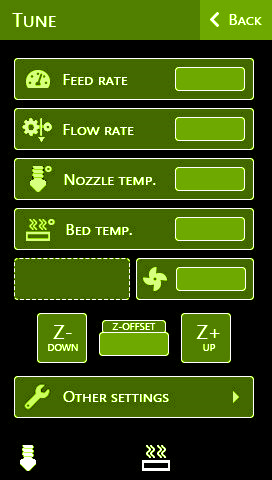 Tune
Back
Feed rate
Flow rate
Nozzle temp.
Bed temp.
Z-offset
Z-
down
Z+
up
Other settings